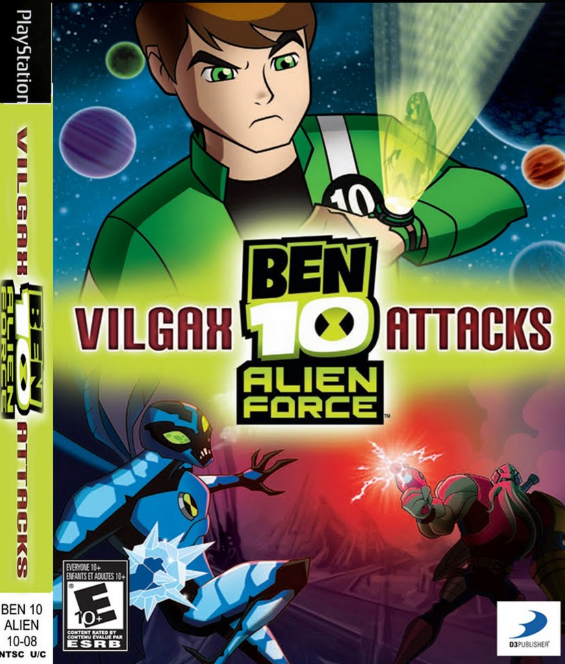 PlayStation
VILGAX
BEN
10
ALIEN
FORCE
ATTACKS
BEN 10
ALIEN
10-08
NTSC U/C
10
VILGAX
BEN
10
ALIEN
FORCE
ATTACKS
TM
EVERYONE 10+
ENFANTS ET ADULTES 10+
E
10+
®
CONTENT RATED BY
CONTENU ÉVALUÉ PAR
ESRB
D3PUBLISHER